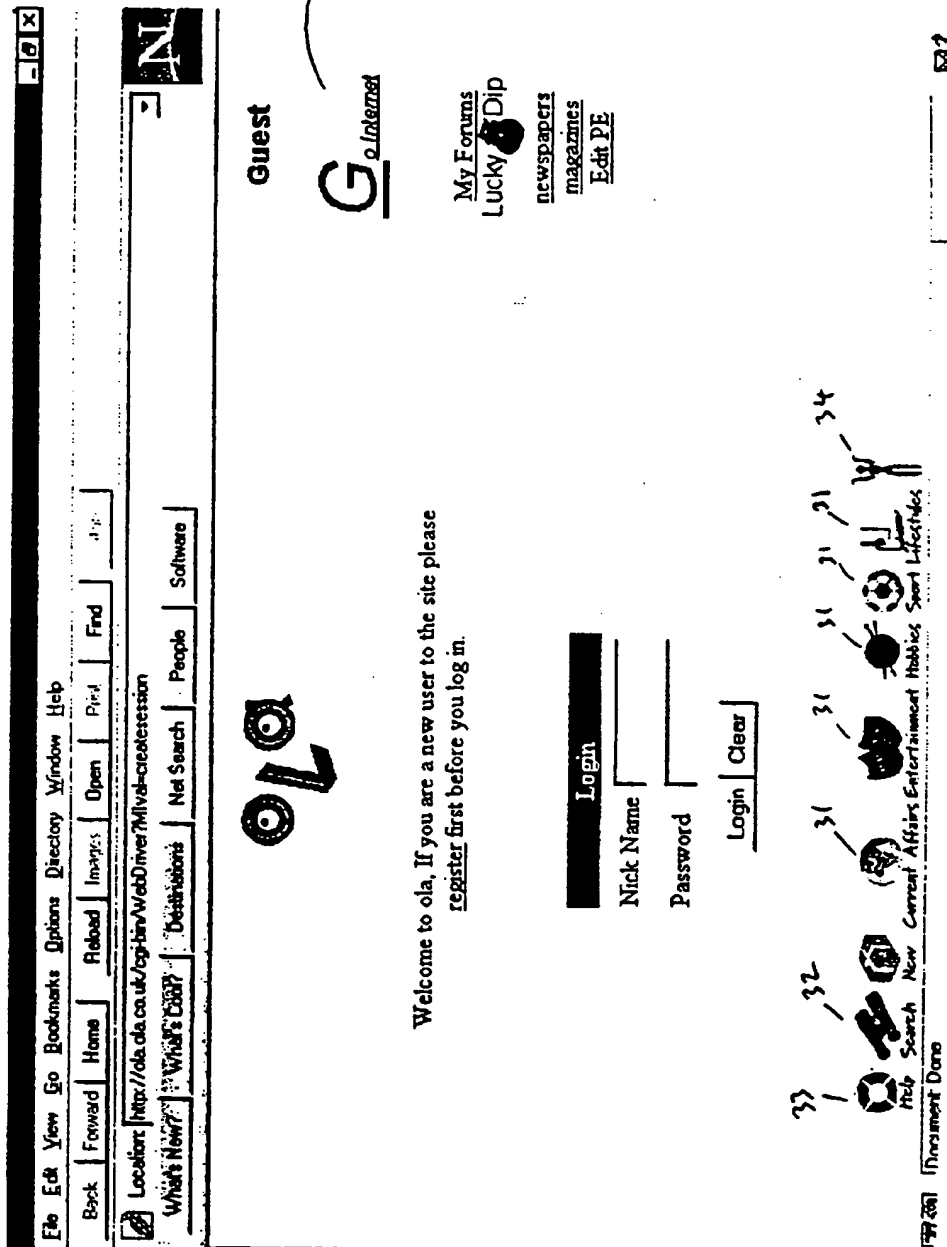 File Edit View Go Bookmarks Options Directory Window Help
Back Forward Home Reload Images Open Print Find
Location: http://ola.ola.co.uk/cgi-bin/WebDriver?MIval=createsession
What's New? What's Cool? Destinations Net Search People Software
N
ola
Guest
Go Internet
Welcome to ola, If you are a new user to the site please
register first before you log in.
My Forums
Lucky Dip
newspapers
magazines
Edit PE
Login
Nick Name
Password
Login Clear
33 32 31 31 31 31 31 34
Help Search New Current Affairs Entertainment Hobbies Sport Lifestyles
Document Done